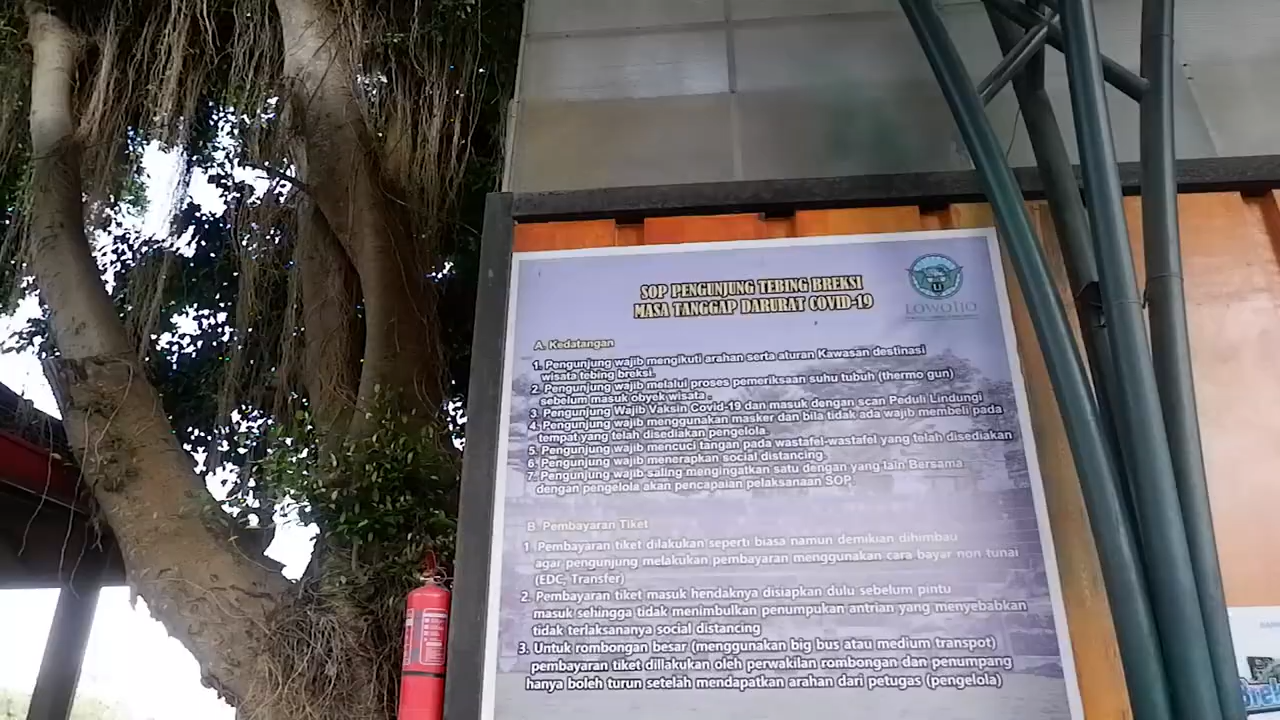 SOP PENGUNJUNG TEBING BREKSI
MASA TANGGAP DARURAT COVID-19
LOWOIJO
A. Kedatangan
1. Pengunjung wajib mengikuti arahan serta aturan Kawasan destinasi
wisata tebing breksi.
2. Pengunjung wajib melalui proses pemeriksaan suhu tubuh (thermo gun)
sebelum masuk obyek wisata .
3. Pengunjung Wajib Vaksin Covid-19 dan masuk dengan scan Peduli Lindungi
4. Pengunjung wajib menggunakan masker dan bila tidak ada wajib membeli pada
tempat yang telah disediakan pengelola.
5. Pengunjung wajib mencuci tangan pada wastafel-wastafel yang telah disediakan
6. Pengunjung wajib menerapkan social distancing.
7. Pengunjung wajib saling mengingatkan satu dengan yang lain Bersama
dengan pengelola akan pencapaian pelaksanaan SOP.
B. Pembayaran Tiket
1. Pembayaran tiket dilakukan seperti biasa namun demikian dihimbau
agar pengunjung melakukan pembayaran menggunakan cara bayar non tunai
(EDC, Transfer)
2. Pembayaran tiket masuk hendaknya disiapkan dulu sebelum pintu
masuk sehingga tidak menimbulkan penumpukan antrian yang menyebabkan
tidak terlaksananya social distancing
3. Untuk rombongan besar (menggunakan big bus atau medium transpot)
pembayaran tiket dillakukan oleh perwakilan rombongan dan penumpang
hanya boleh turun setelah mendapatkan arahan dari petugas (pengelola)